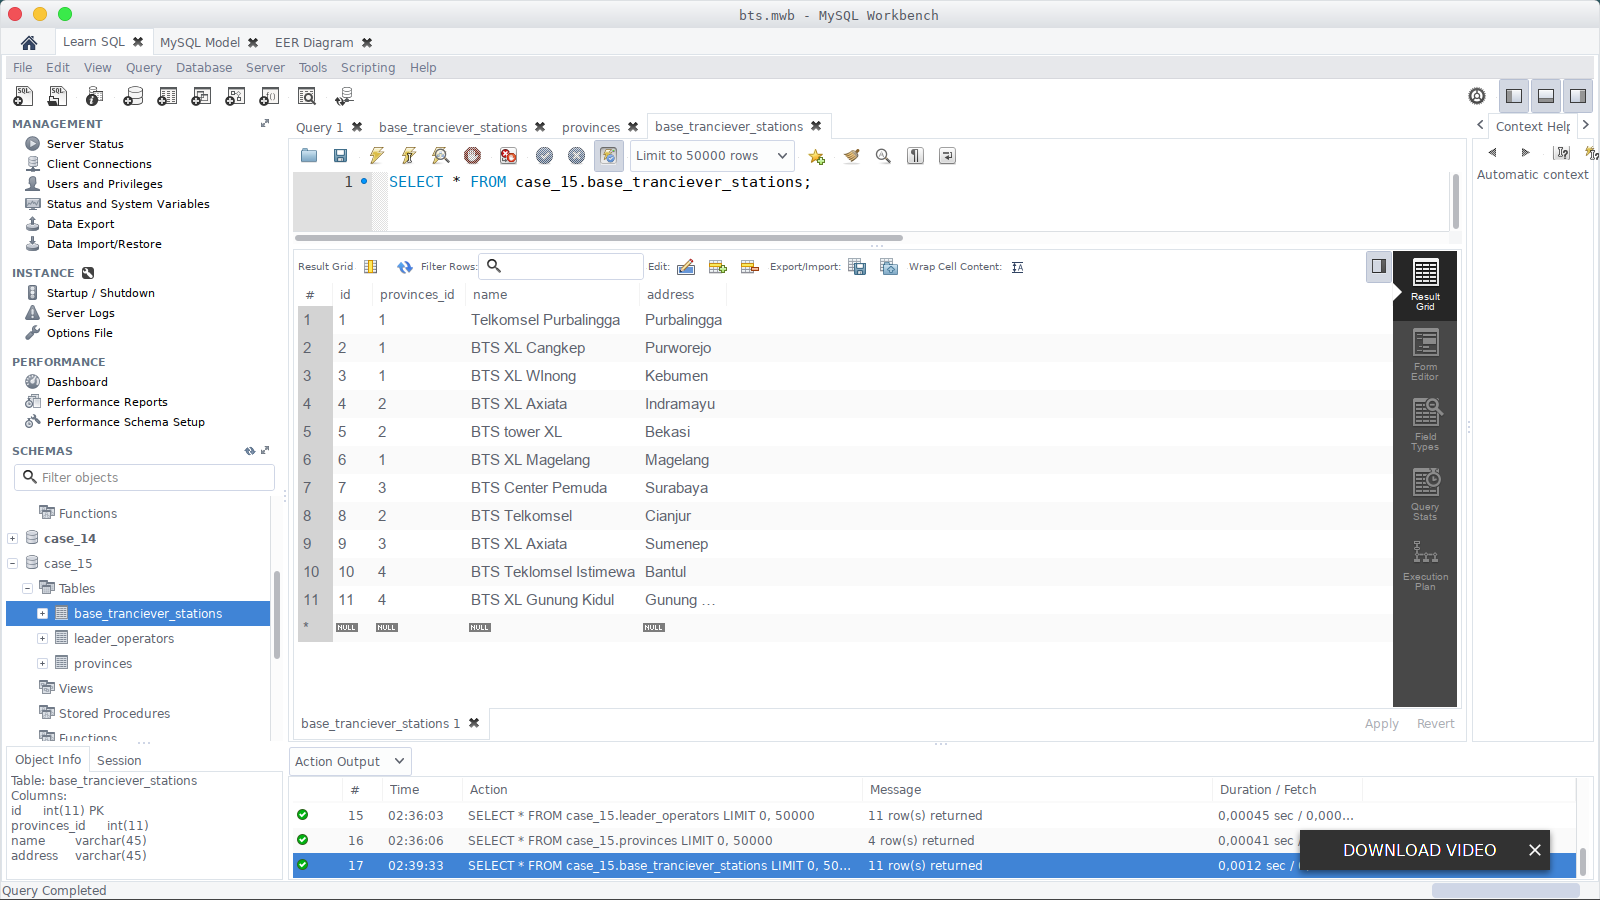 bts.mwb - MySQL Workbench
Learn SQL MySQL Model EER Diagram
File Edit View Query Database Server Tools Scripting Help
MANAGEMENT
Server Status
Client Connections
Users and Privileges
Status and System Variables
Data Export
Data Import/Restore
INSTANCE
Startup / Shutdown
Server Logs
Options File
PERFORMANCE
Dashboard
Performance Reports
Performance Schema Setup
SCHEMAS
Filter objects
Functions
case_14
case_15
Tables
base_tranciever_stations
leader_operators
provinces
Views
Stored Procedures
Functions
Object Info Session
Table: base_tranciever_stations
Columns:
id int(11) PK
provinces_id int(11)
name varchar(45)
address varchar(45)
Query Completed
Query 1 base_tranciever_stations provinces base_tranciever_stations
Limit to 50000 rows
1 SELECT * FROM case_15.base_tranciever_stations;
Result Grid Filter Rows: Edit: Export/Import: Wrap Cell Content:
# id provinces_id name address
1 1 1 Telkomsel Purbalingga Purbalingga
2 2 1 BTS XL Cangkep Purworejo
3 3 1 BTS XL WInong Kebumen
4 4 2 BTS XL Axiata Indramayu
5 5 2 BTS tower XL Bekasi
6 6 1 BTS XL Magelang Magelang
7 7 3 BTS Center Pemuda Surabaya
8 8 2 BTS Telkomsel Cianjur
9 9 3 BTS XL Axiata Sumenep
10 10 4 BTS Teklomsel Istimewa Bantul
11 11 4 BTS XL Gunung Kidul Gunung ...
* NULL NULL NULL NULL
Result
Grid
Form
Editor
Field
Types
Query
Stats
Execution
Plan
base_tranciever_stations 1 Apply Revert
Context Help
Automatic context
Action Output
# Time Action Message Duration / Fetch
15 02:36:03 SELECT * FROM case_15.leader_operators LIMIT 0, 50000 11 row(s) returned 0,00045 sec / 0,000...
16 02:36:06 SELECT * FROM case_15.provinces LIMIT 0, 50000 4 row(s) returned 0,00041 sec /
17 02:39:33 SELECT * FROM case_15.base_tranciever_stations LIMIT 0, 50... 11 row(s) returned 0,0012 sec /
DOWNLOAD VIDEO